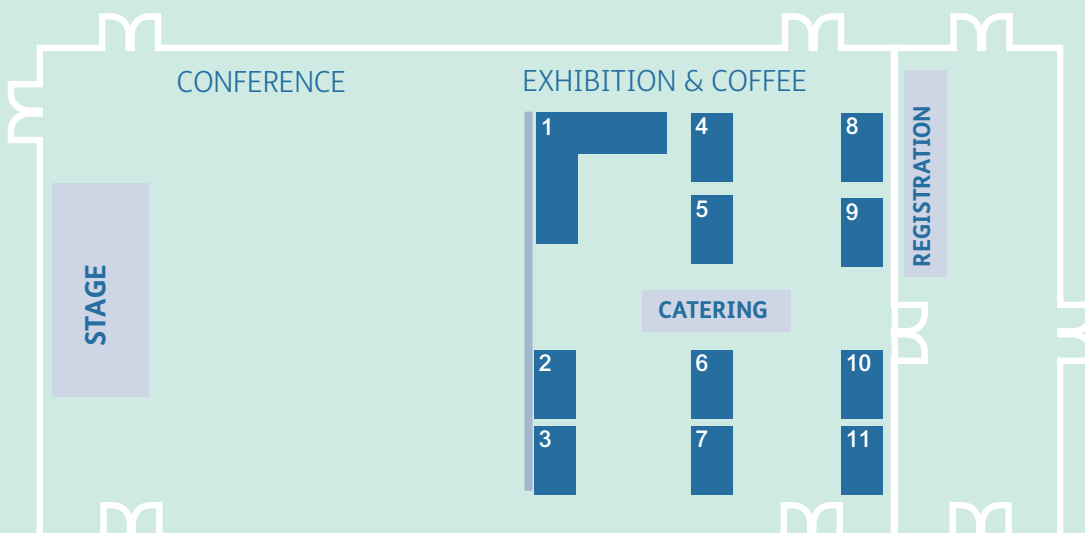 CONFERENCE
EXHIBITION & COFFEE
1
4
8
REGISTRATION
5
9
STAGE
CATERING
2
6
10
3
7
11